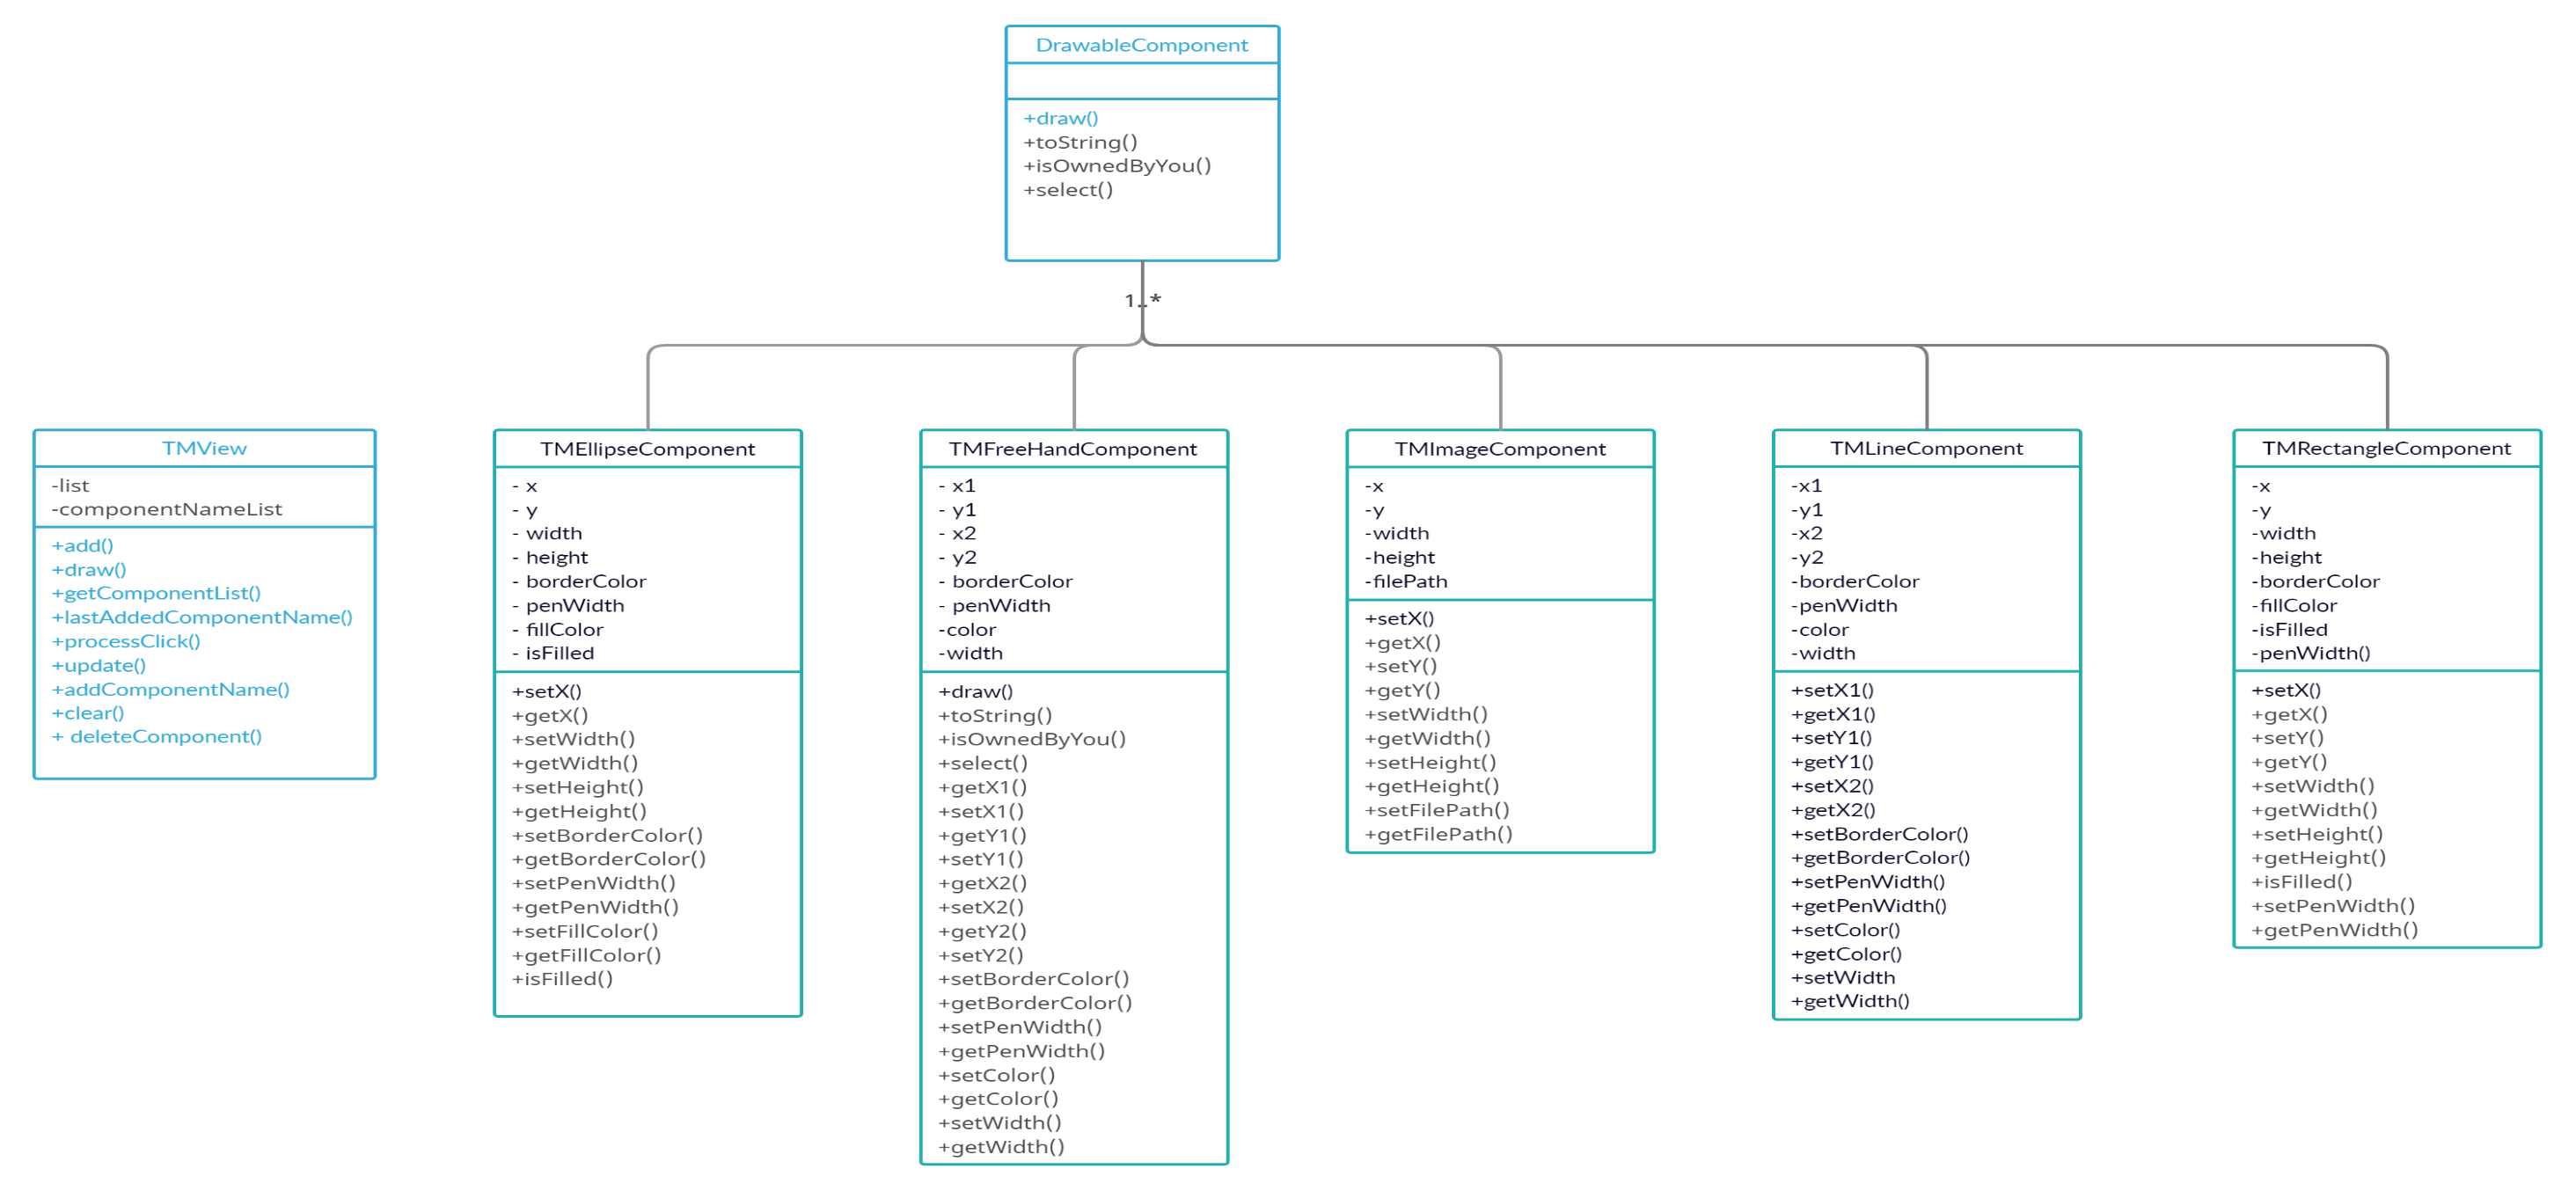 DrawableComponent
+draw()
+toString()
+isOwnedByYou()
+select()
1..*
TMView
-list
-componentNameList
+add()
+draw()
+getComponentList()
+lastAddedComponentName()
+processClick()
+update()
+addComponentName()
+clear()
+ deleteComponent()
TMEllipseComponent
- x
- y
- width
- height
- borderColor
- penWidth
- fillColor
- isFilled
+setX()
+getX()
+setWidth()
+getWidth()
+setHeight()
+getHeight()
+setBorderColor()
+getBorderColor()
+setPenWidth()
+getPenWidth()
+setFillColor()
+getFillColor()
+isFilled()
TMFreeHandComponent
- x1
- y1
- x2
- y2
- borderColor
- penWidth
-color
-width
+draw()
+toString()
+isOwnedByYou()
+select()
+getX1()
+setX1()
+getY1()
+setY1()
+getX2()
+setX2()
+getY2()
+setY2()
+setBorderColor()
+getBorderColor()
+setPenWidth()
+getPenWidth()
+setColor()
+getColor()
+setWidth()
+getWidth()
TMImageComponent
-x
-y
-width
-height
-filePath
+setX()
+getX()
+setY()
+getY()
+setWidth()
+getWidth()
+setHeight()
+getHeight()
+setFilePath()
+getFilePath()
TMLineComponent
-x1
-y1
-x2
-y2
-borderColor
-penWidth
-color
-width
+setX1()
+getX1()
+setY1()
+getY1()
+setX2()
+getX2()
+setBorderColor()
+getBorderColor()
+setPenWidth()
+getPenWidth()
+setColor()
+getColor()
+setWidth
+getWidth()
TMRectangleComponent
-x
-y
-width
-height
-borderColor
-fillColor
-isFilled
-penWidth()
+setX()
+getX()
+setY()
+getY()
+setWidth()
+getWidth()
+setHeight()
+getHeight()
+isFilled()
+setPenWidth()
+getPenWidth()